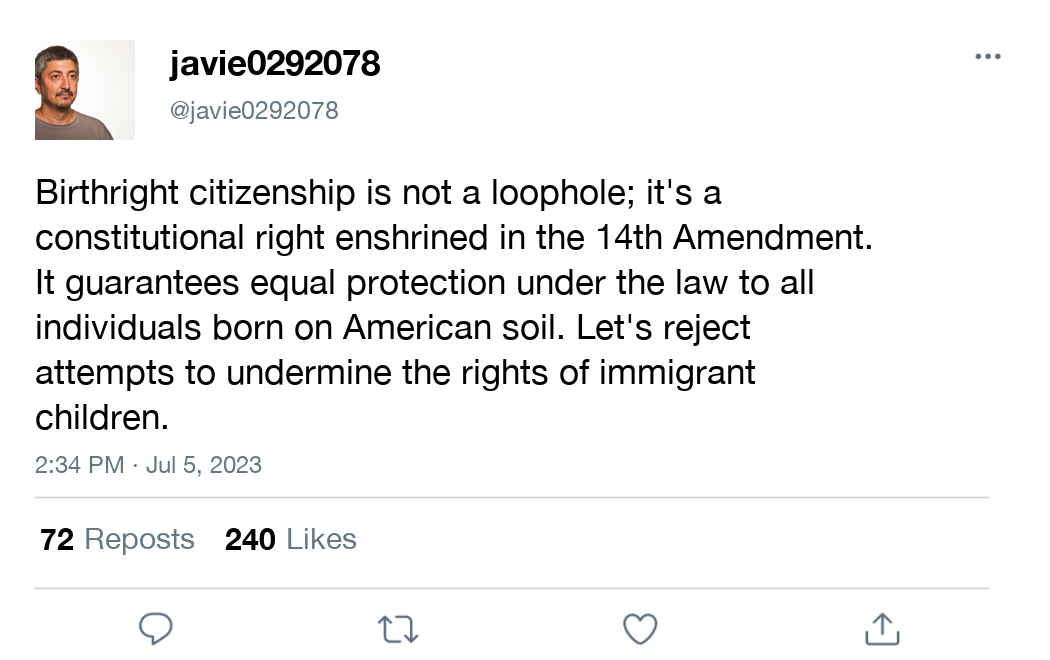 javie0292078
@javie0292078
Birthright citizenship is not a loophole; it's a
constitutional right enshrined in the 14th Amendment.
It guarantees equal protection under the law to all
individuals born on American soil. Let's reject
attempts to undermine the rights of immigrant
children.
2:34 PM · Jul 5, 2023
72 Reposts 240 Likes